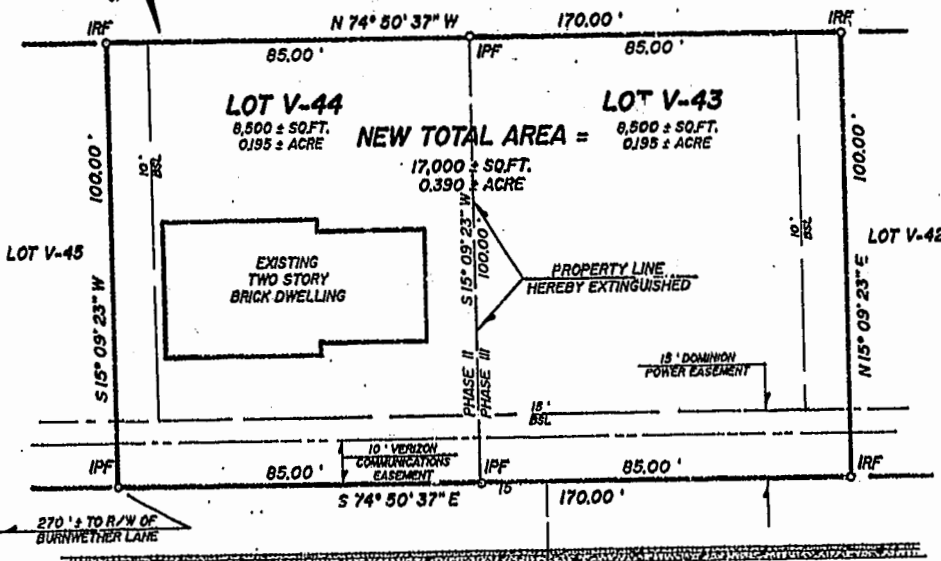 N 74° 50' 37" W
170.00 '
IRF
IRF
85.00 '
IPF
85.00 '
LOT V-44
8,500 ± SQ.FT.
0.195 ± ACRE
LOT V-43
8,500 ± SQ.FT.
0.195 ± ACRE
NEW TOTAL AREA =
17,000 ± SQ.FT.
0.390 ± ACRE
100.00 '
10 '
BSL
S 15° 09' 23" W
100.00 '
10 '
BSL
100.00 '
LOT V-45
LOT V-42
EXISTING
TWO STORY
BRICK DWELLING
PROPERTY LINE
HEREBY EXTINGUISHED
S 15° 09' 23" W
N 15° 09' 23" E
PHASE II
PHASE III
15 ' DOMINION
POWER EASEMENT
15 '
BSL
10 ' VERIZON
COMMUNICATIONS
EASEMENT
IPF
85.00 '
IPF
85.00 '
IRF
S 74° 50' 37" E
15
170.00 '
270 ' ± TO R/W OF
BURNWETHER LANE